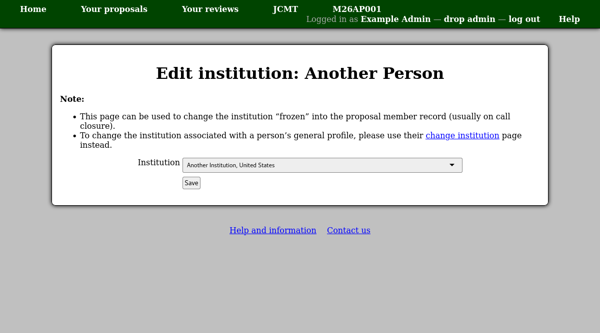 Home Your proposals Your reviews JCMT M26AP001
Logged in as Example Admin — drop admin — log out Help
Edit institution: Another Person
Note:
• This page can be used to change the institution “frozen” into the proposal member record (usually on call
closure).
• To change the institution associated with a person’s general profile, please use their change institution page
instead.
Institution Another Institution, United States
Save
Help and information Contact us